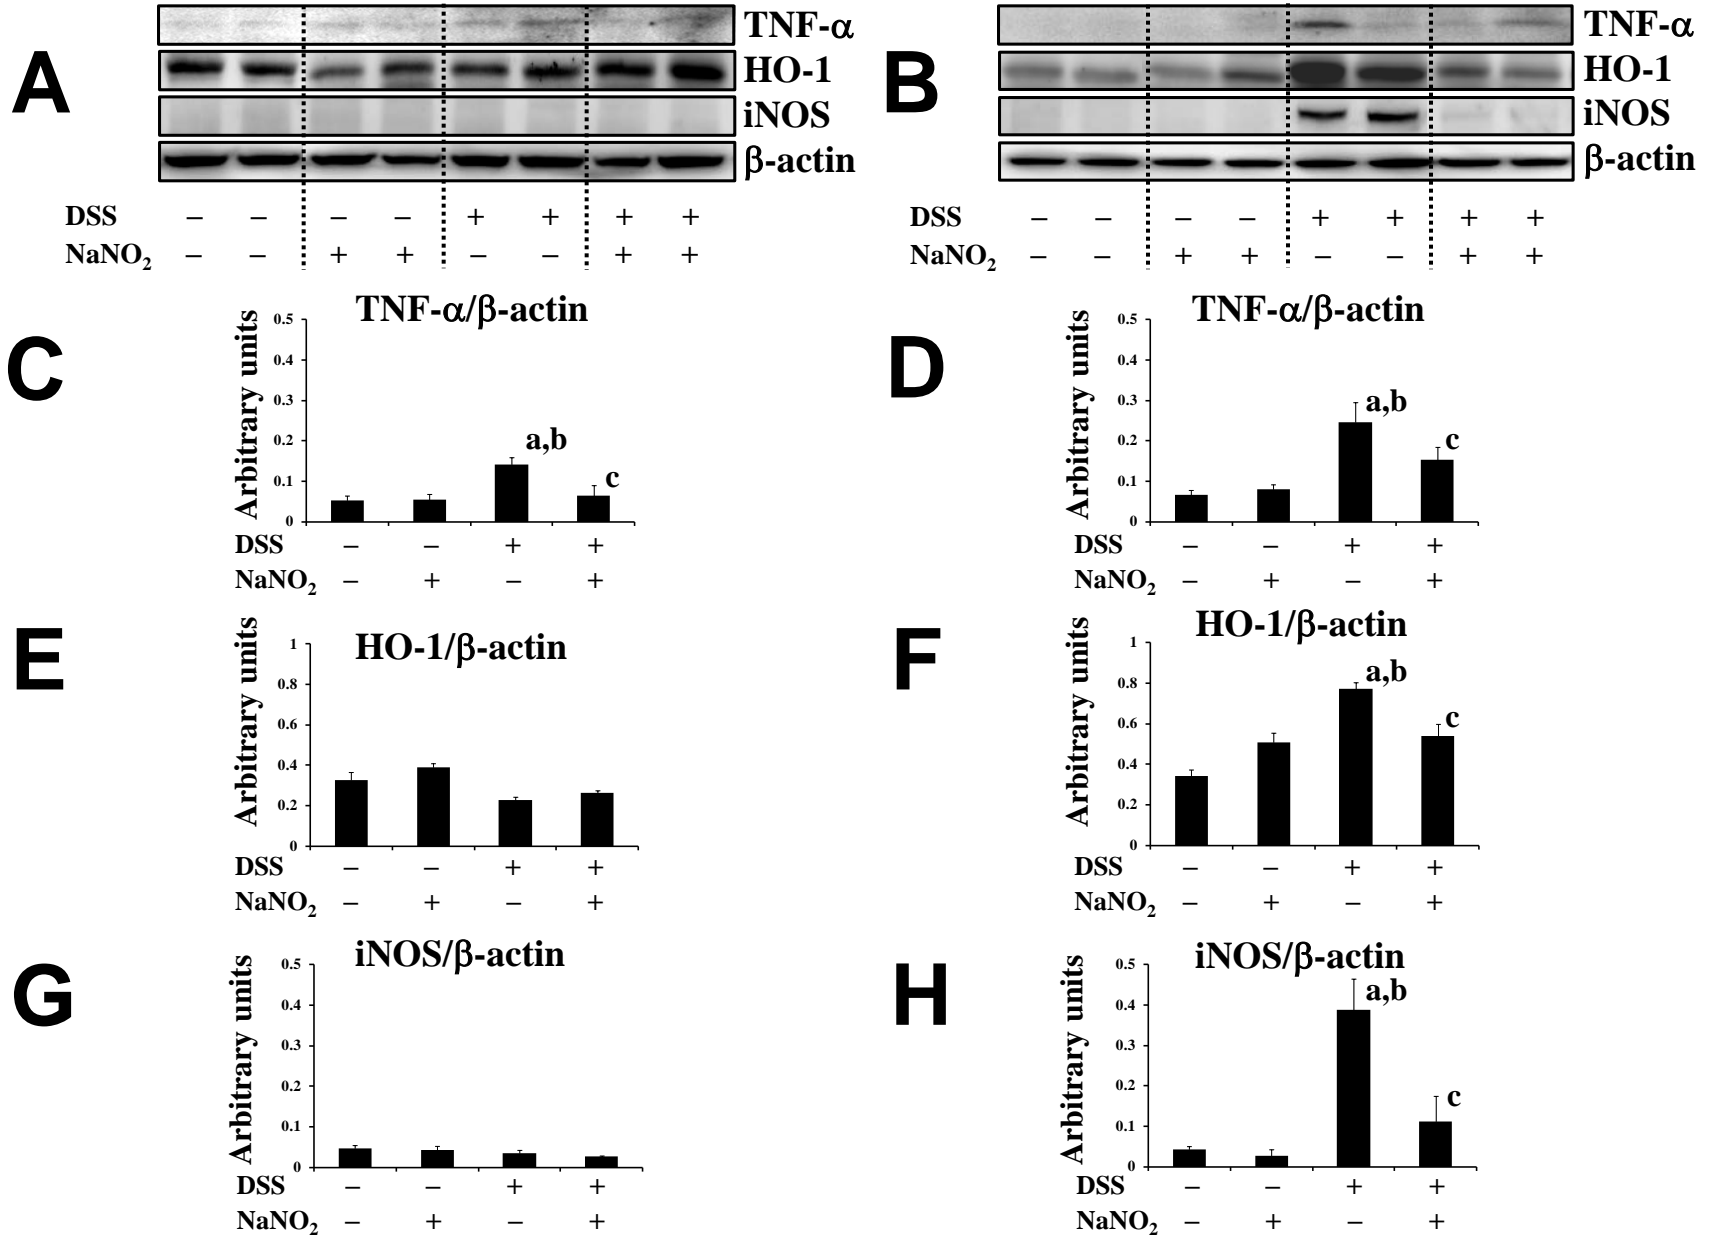 A
TNF-α
HO-1
iNOS
β-actin
DSS – – – – + + + +
NaNO2 – – + + – – + +
B
TNF-α
HO-1
iNOS
β-actin
DSS – – – – + + + +
NaNO2 – – + + – – + +
C
TNF-α/β-actin
Arbitrary units
0.5
0.4
0.3
0.2
0.1
0
a,b
c
DSS – – + +
NaNO2 – + – +
D
TNF-α/β-actin
Arbitrary units
0.5
0.4
0.3
0.2
0.1
0
a,b
c
DSS – – + +
NaNO2 – + – +
E
HO-1/β-actin
Arbitrary units
1
0.8
0.6
0.4
0.2
0
DSS – – + +
NaNO2 – + – +
F
HO-1/β-actin
Arbitrary units
1
0.8
0.6
0.4
0.2
0
a,b
c
DSS – – + +
NaNO2 – + – +
G
iNOS/β-actin
Arbitrary units
0.5
0.4
0.3
0.2
0.1
0
DSS – – + +
NaNO2 – + – +
H
iNOS/β-actin
Arbitrary units
0.5
0.4
0.3
0.2
0.1
0
a,b
c
DSS – – + +
NaNO2 – + – +